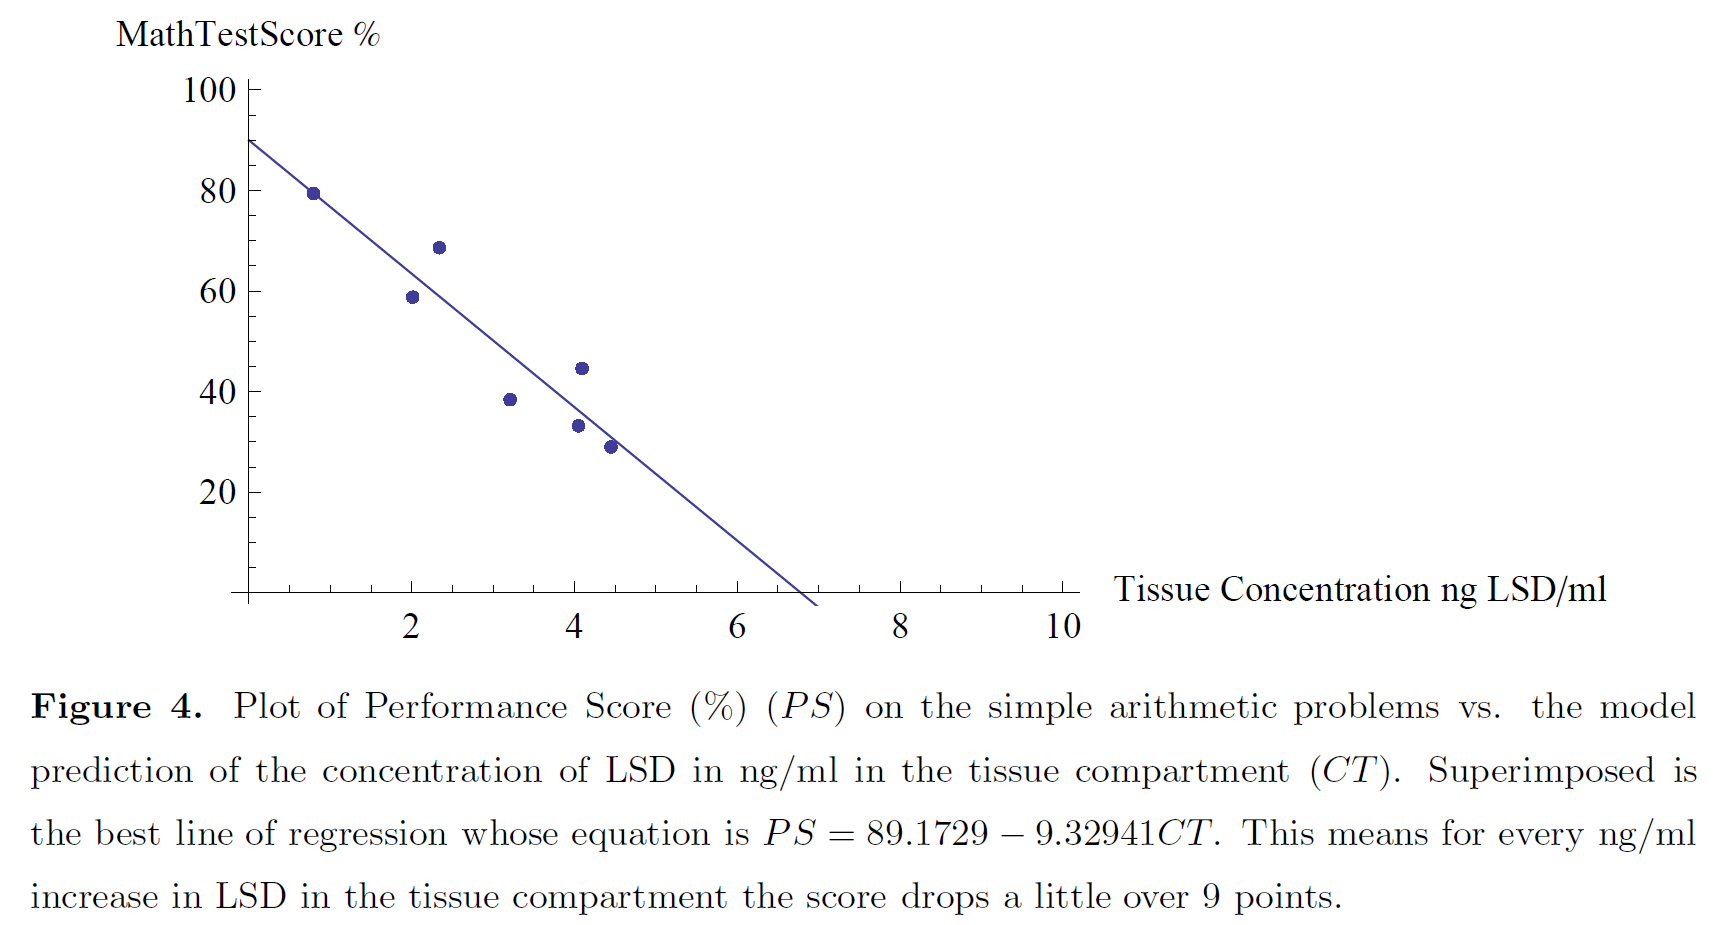 MathTestScore %
100
80
60
40
20
2 4 6 8 10
Tissue Concentration ng LSD/ml
Figure 4. Plot of Performance Score (%) (PS) on the simple arithmetic problems vs. the model
prediction of the concentration of LSD in ng/ml in the tissue compartment (CT). Superimposed is
the best line of regression whose equation is PS = 89.1729 − 9.32941CT. This means for every ng/ml
increase in LSD in the tissue compartment the score drops a little over 9 points.